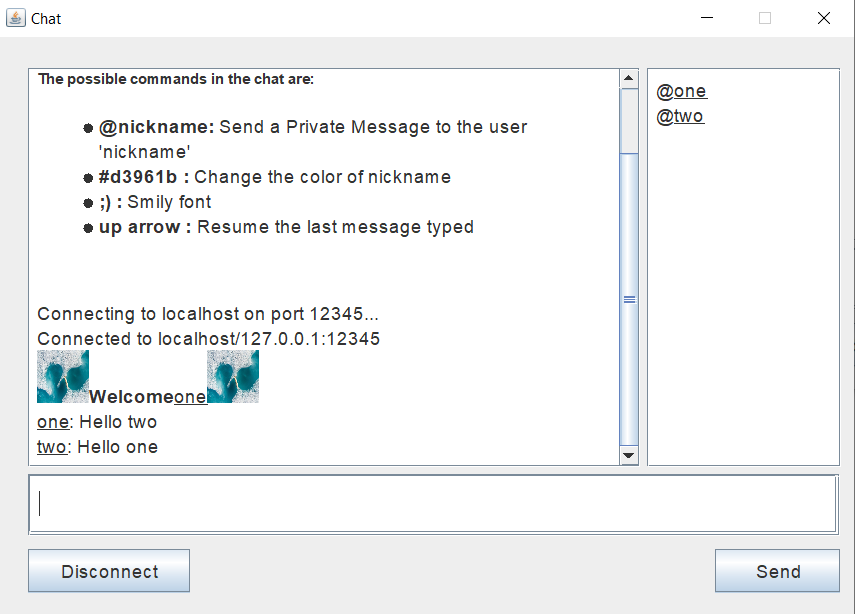 Chat
The possible commands in the chat are:
@nickname: Send a Private Message to the user
'nickname'
#d3961b : Change the color of nickname
;) : Smily font
up arrow : Resume the last message typed
Connecting to localhost on port 12345...
Connected to localhost/127.0.0.1:12345
Welcomeone
one: Hello two
two: Hello one
@one
@two
Disconnect
Send